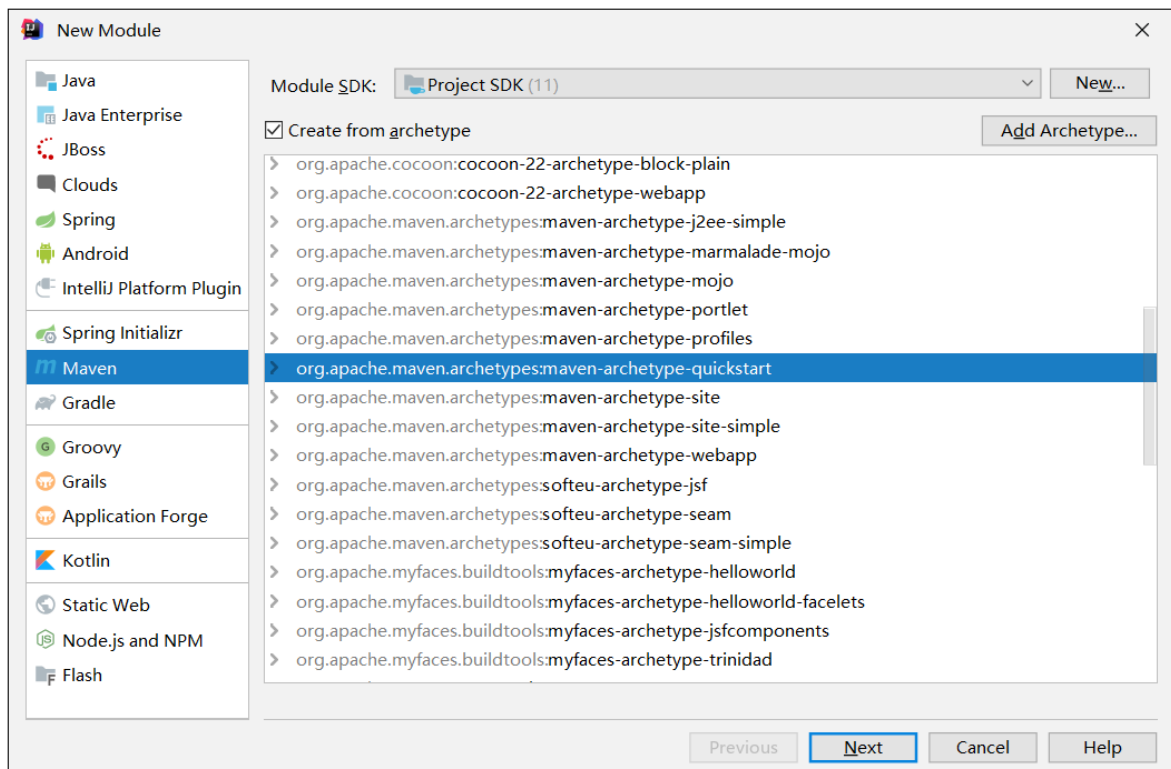 New Module
Java
Java Enterprise
JBoss
Clouds
Spring
Android
IntelliJ Platform Plugin
Spring Initializr
Maven
Gradle
Groovy
Grails
Application Forge
Kotlin
Static Web
Node.js and NPM
Flash
Module SDK: Project SDK (11) New...
Create from archetype Add Archetype...
org.apache.cocoon:cocoon-22-archetype-block-plain
org.apache.cocoon:cocoon-22-archetype-webapp
org.apache.maven.archetypes:maven-archetype-j2ee-simple
org.apache.maven.archetypes:maven-archetype-marmalade-mojo
org.apache.maven.archetypes:maven-archetype-mojo
org.apache.maven.archetypes:maven-archetype-portlet
org.apache.maven.archetypes:maven-archetype-profiles
org.apache.maven.archetypes:maven-archetype-quickstart
org.apache.maven.archetypes:maven-archetype-site
org.apache.maven.archetypes:maven-archetype-site-simple
org.apache.maven.archetypes:maven-archetype-webapp
org.apache.maven.archetypes:softeu-archetype-jsf
org.apache.maven.archetypes:softeu-archetype-seam
org.apache.maven.archetypes:softeu-archetype-seam-simple
org.apache.myfaces.buildtools:myfaces-archetype-helloworld
org.apache.myfaces.buildtools:myfaces-archetype-helloworld-facelets
org.apache.myfaces.buildtools:myfaces-archetype-jsfcomponents
org.apache.myfaces.buildtools:myfaces-archetype-trinidad
Previous Next Cancel Help